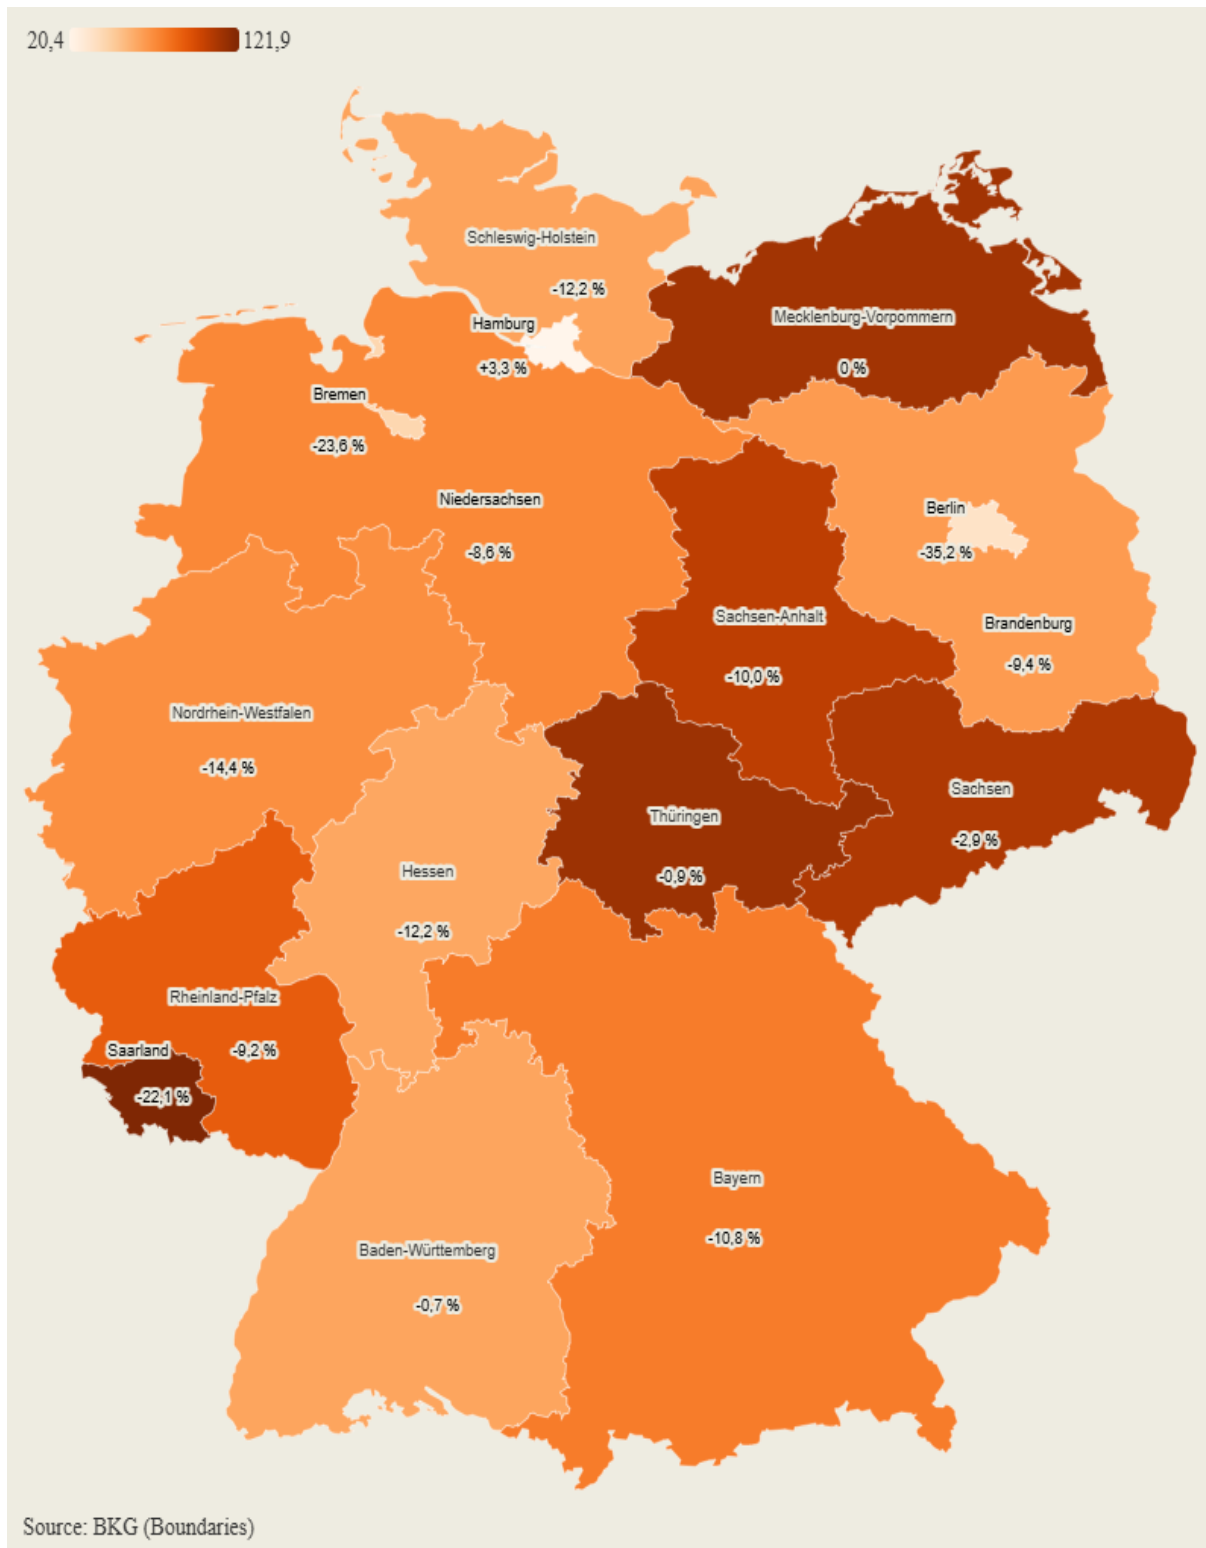 20,4 121,9
Schleswig-Holstein
-12,2 %
Hamburg
+3,3 %
Mecklenburg-Vorpommern
0 %
Bremen
-23,6 %
Niedersachsen
-8,6 %
Berlin
-35,2 %
Sachsen-Anhalt
-10,0 %
Brandenburg
-9,4 %
Nordrhein-Westfalen
-14,4 %
Sachsen
-2,9 %
Thüringen
-0,9 %
Hessen
-12,2 %
Rheinland-Pfalz
-9,2 %
Saarland
-22,1 %
Bayern
-10,8 %
Baden-Württemberg
-0,7 %
Source: BKG (Boundaries)